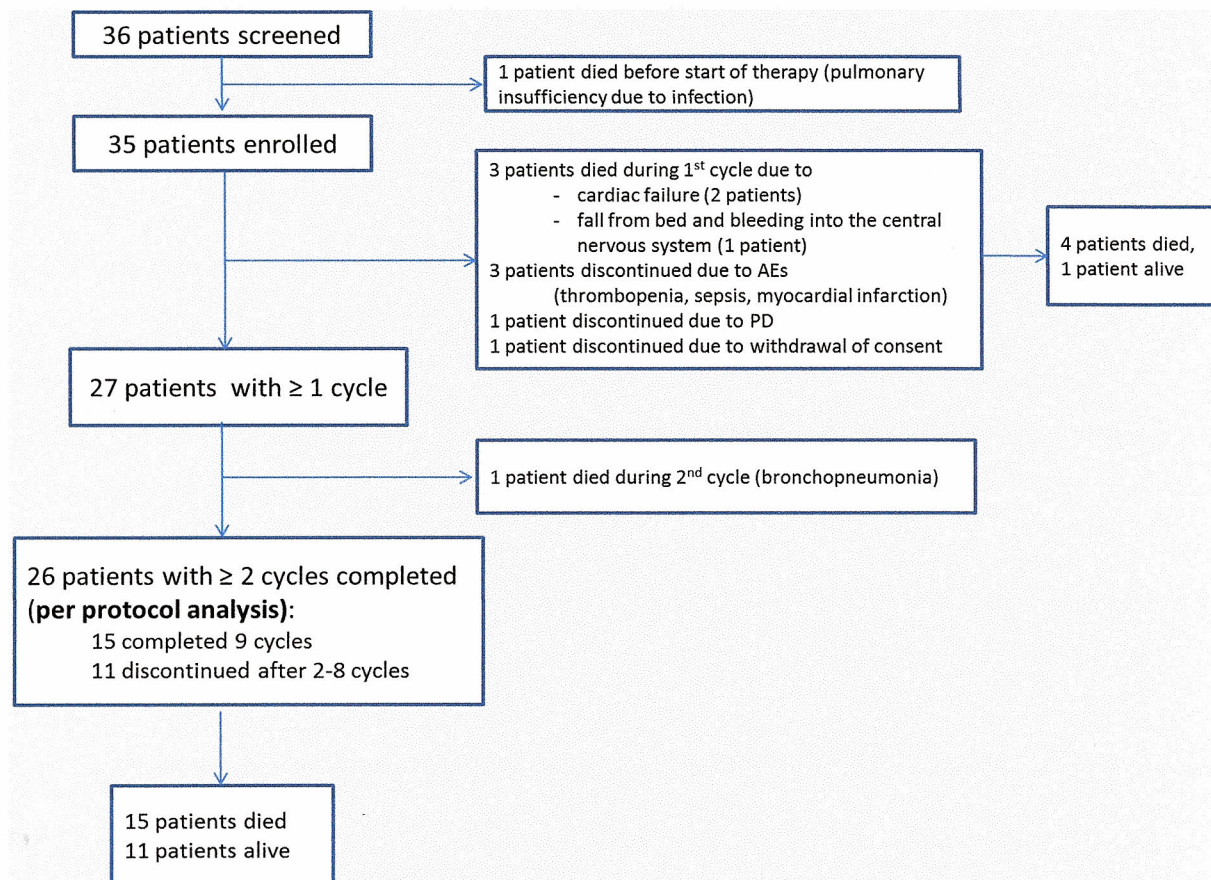 36 patients screened
1 patient died before start of therapy (pulmonary
insufficiency due to infection)
35 patients enrolled
3 patients died during 1st cycle due to
- cardiac failure (2 patients)
- fall from bed and bleeding into the central
nervous system (1 patient)
3 patients discontinued due to AEs
(thrombopenia, sepsis, myocardial infarction)
1 patient discontinued due to PD
1 patient discontinued due to withdrawal of consent
4 patients died,
1 patient alive
27 patients with ≥ 1 cycle
1 patient died during 2nd cycle (bronchopneumonia)
26 patients with ≥ 2 cycles completed
(per protocol analysis):
15 completed 9 cycles
11 discontinued after 2-8 cycles
15 patients died
11 patients alive